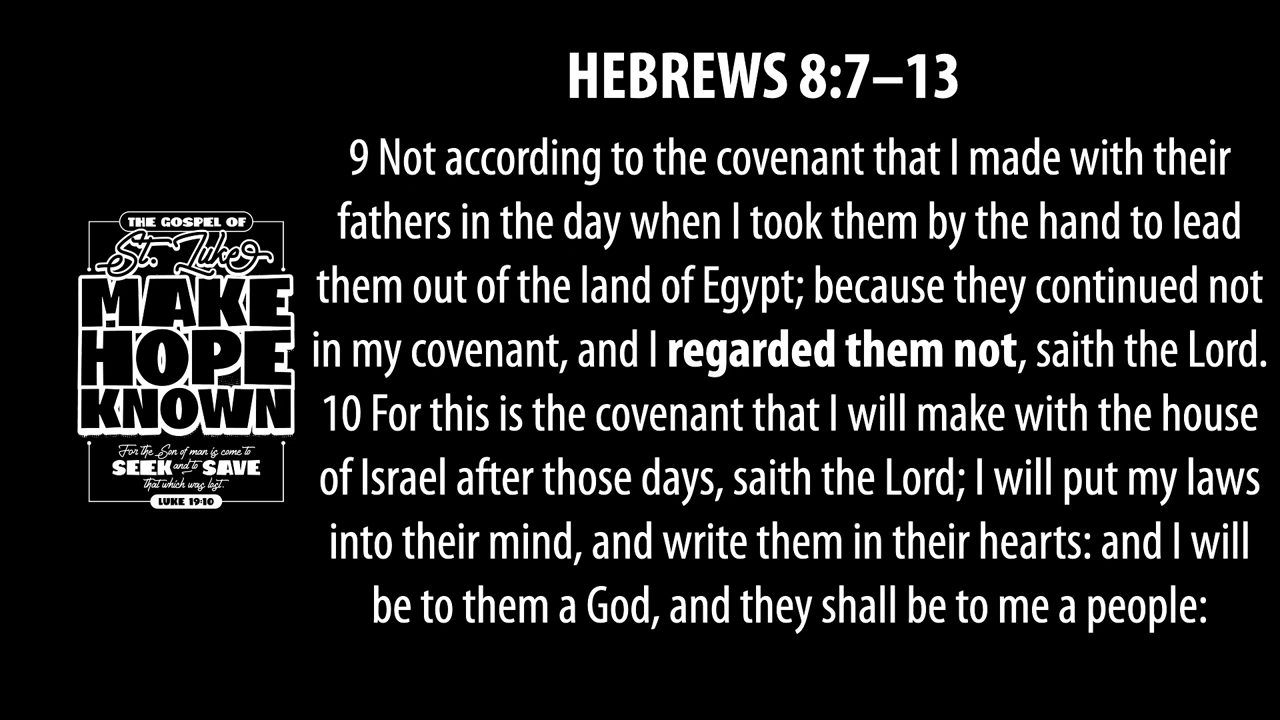 HEBREWS 8:7–13
9 Not according to the covenant that I made with their
fathers in the day when I took them by the hand to lead
them out of the land of Egypt; because they continued not
in my covenant, and I regarded them not, saith the Lord.
10 For this is the covenant that I will make with the house
of Israel after those days, saith the Lord; I will put my laws
into their mind, and write them in their hearts: and I will
be to them a God, and they shall be to me a people:
THE GOSPEL OF
St. Luke
MAKE
HOPE
KNOWN
For the Son of man is come to
SEEK and to SAVE
that which was lost.
LUKE 19:10